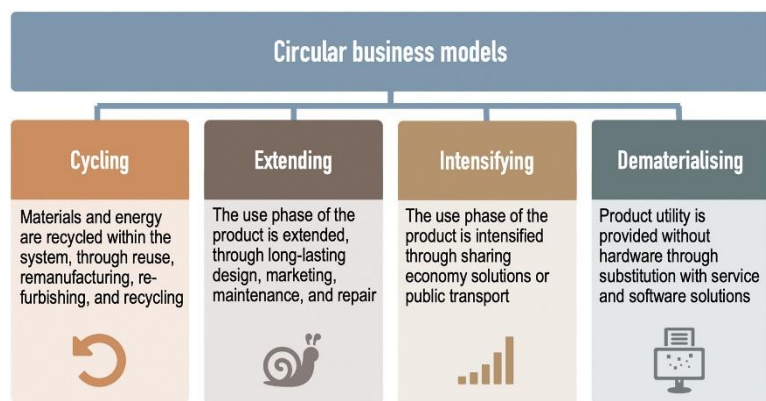 Circular business models
Cycling
Materials and energy
are recycled within the
system, through reuse,
remanufacturing, re-
furbishing, and recycling
Extending
The use phase of the
product is extended,
through long-lasting
design, marketing,
maintenance, and repair
Intensifying
The use phase of the
product is intensified
through sharing
economy solutions or
public transport
Dematerialising
Product utility is
provided without
hardware through
substitution with service
and software solutions